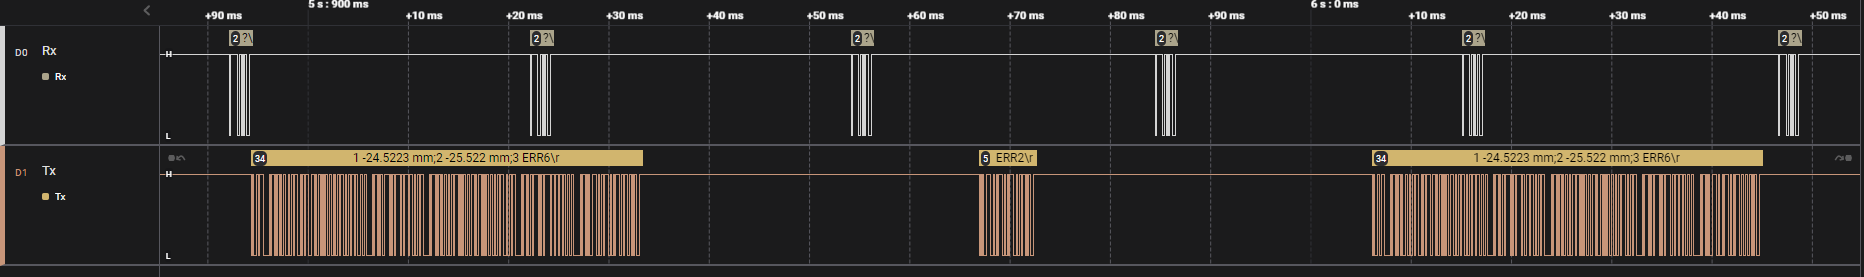 5 s : 900 ms
6 s : 0 ms
+90 ms
+10 ms
+20 ms
+30 ms
+40 ms
+50 ms
+60 ms
+70 ms
+80 ms
+90 ms
+10 ms
+20 ms
+30 ms
+40 ms
+50 ms
D0
Rx
Rx
H
L
2 ?\
2 ?\
2 ?\
2 ?\
2 ?\
2 ?\
D1
Tx
Tx
H
L
34 1 -24.5223 mm;2 -25.522 mm;3 ERR6\r
5 ERR2\r
34 1 -24.5223 mm;2 -25.522 mm;3 ERR6\r